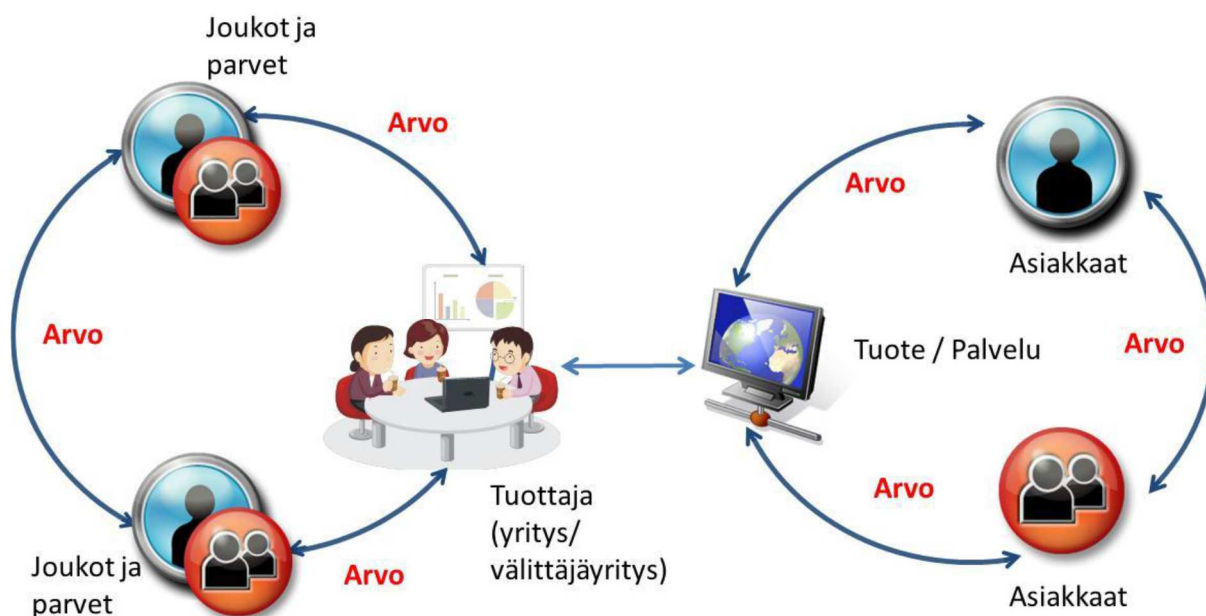 Joukot ja
parvet
Arvo
Arvo
Asiakkaat
Arvo
Tuote / Palvelu
Arvo
Arvo
Tuottaja
(yritys/
välittäjäyritys)
Joukot ja
parvet
Arvo
Asiakkaat